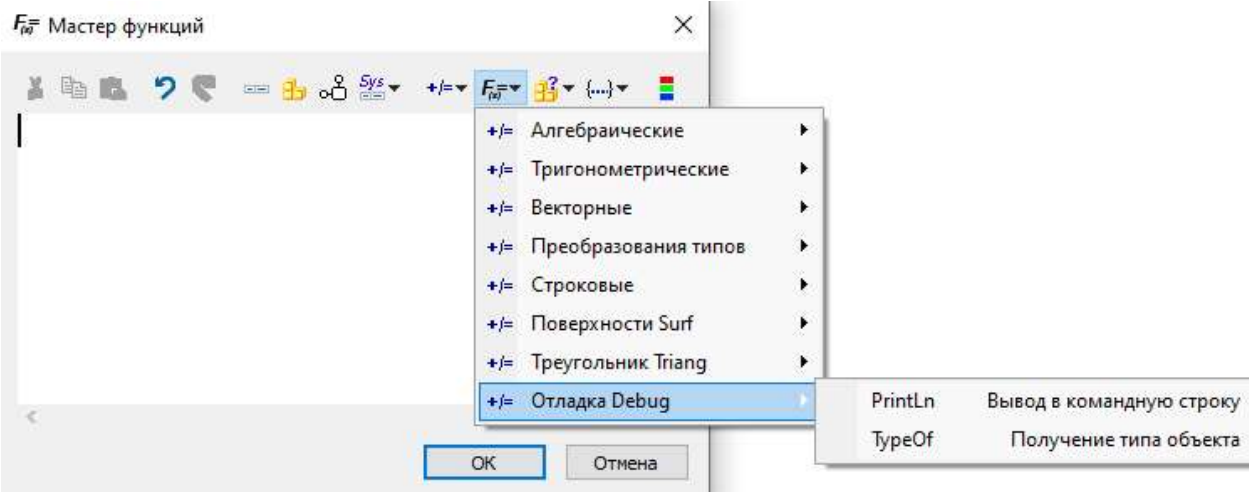 F(x)= Мастер функций
Sys +/= F(x)= {...}
+/= Алгебраические
+/= Тригонометрические
+/= Векторные
+/= Преобразования типов
+/= Строковые
+/= Поверхности Surf
+/= Треугольник Triang
+/= Отладка Debug
PrintLn Вывод в командную строку
TypeOf Получение типа объекта
OK Отмена